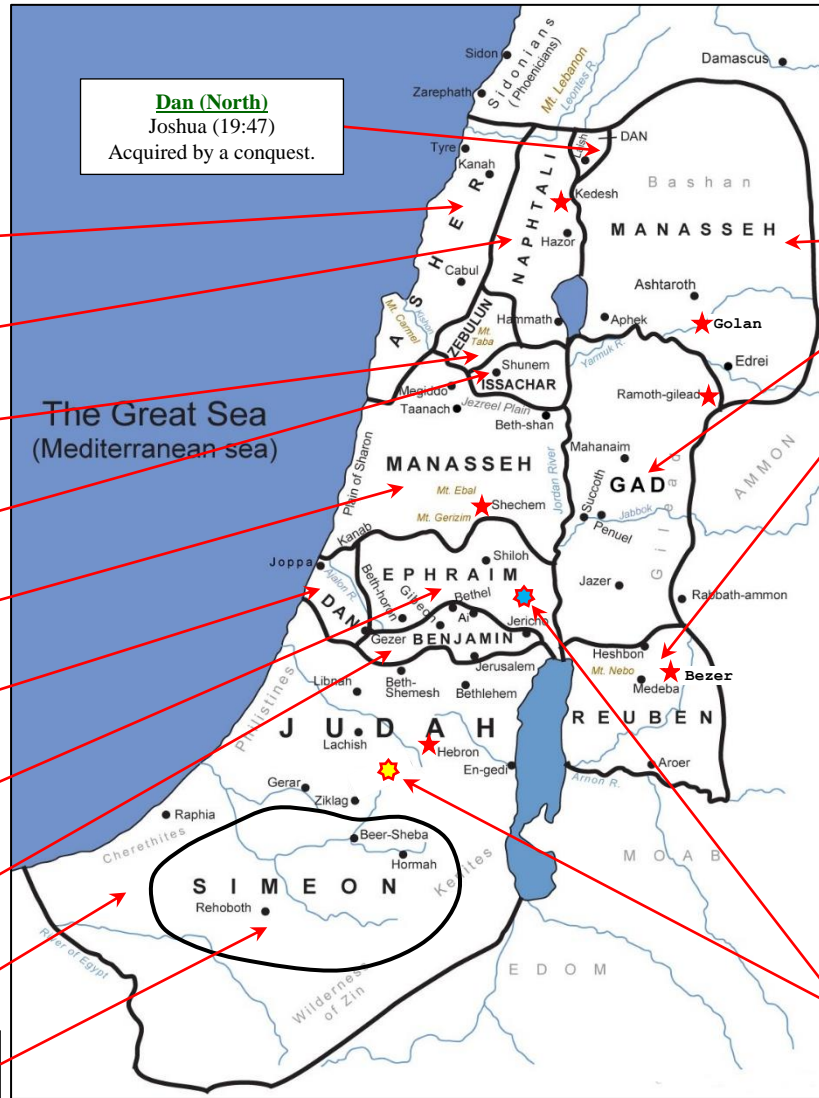 Sidon
Sidonians
(Phoenicians)
Mt. Lebanon
Leontes R.
Damascus
Zarephath
Dan (North)
Joshua (19:47)
Acquired by a conquest.
Tyre
Kanah
Laish
DAN
Bashan
Kedesh
NAPHTALI
MANASSEH
ASHER
Hazor
Cabul
Ashtaroth
Mt. Carmel
Kishon
ZEBULUN
Mt.
Taba
Hammath
Aphek
Golan
Yarmuk R.
Edrei
Shunem
ISSACHAR
Megiddo
Taanach
Jezreel Plain
Beth-shan
Ramoth-gilead
The Great Sea
(Mediterranean sea)
Plain of Sharon
MANASSEH
Jordan River
Mahanaim
GAD
Gilead
AMMON
Mt. Ebal
Shechem
Mt. Gerizim
Succoth
Penuel
Jabbok
Kanab
Joppa
Ajalon R.
Shiloh
EPHRAIM
Beth-horon
Gibeon
Bethel
Ai
Jericho
Jazer
Rabbath-ammon
DAN
Gezer
BENJAMIN
Jerusalem
Heshbon
Mt. Nebo
Bezer
Medeba
REUBEN
Philistines
Libnah
Beth-
Shemesh
Bethlehem
JUDAH
Lachish
Hebron
En-gedi
Aroer
Arnon R.
Gerar
Ziklag
Raphia
Cherethites
Beer-Sheba
Hormah
Kenites
MOAB
SIMEON
Rehoboth
River of Egypt
Wilderness
of Zin
EDOM